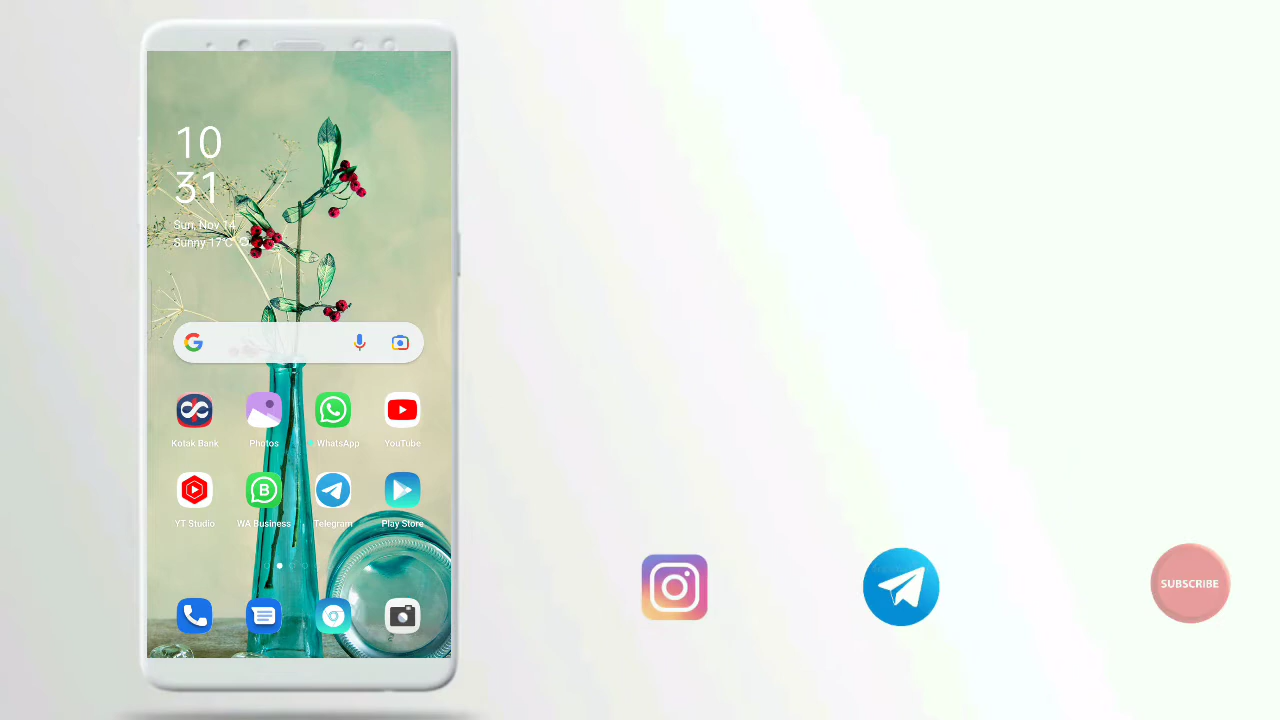 10
31
Sun, Nov 14
Sunny 17°C
Kotak Bank Photos WhatsApp YouTube
YT Studio WA Business Telegram Play Store
SUBSCRIBE